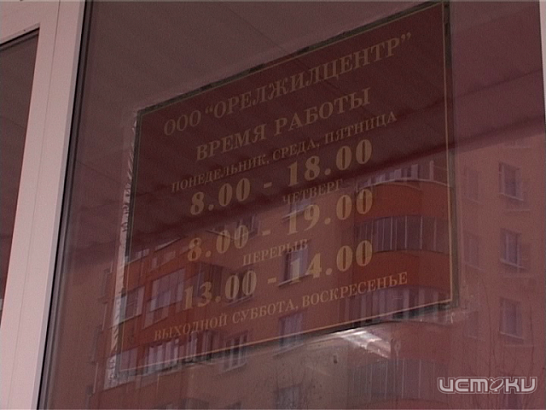 ООО "ОРЕЛЖИЛЦЕНТР"
ВРЕМЯ РАБОТЫ
ПОНЕДЕЛЬНИК, СРЕДА, ПЯТНИЦА
8.00 - 18.00
ЧЕТВЕРГ
8.00 - 19.00
ПЕРЕРЫВ
13.00 - 14.00
ВЫХОДНОЙ СУББОТА, ВОСКРЕСЕНЬЕ
истоки